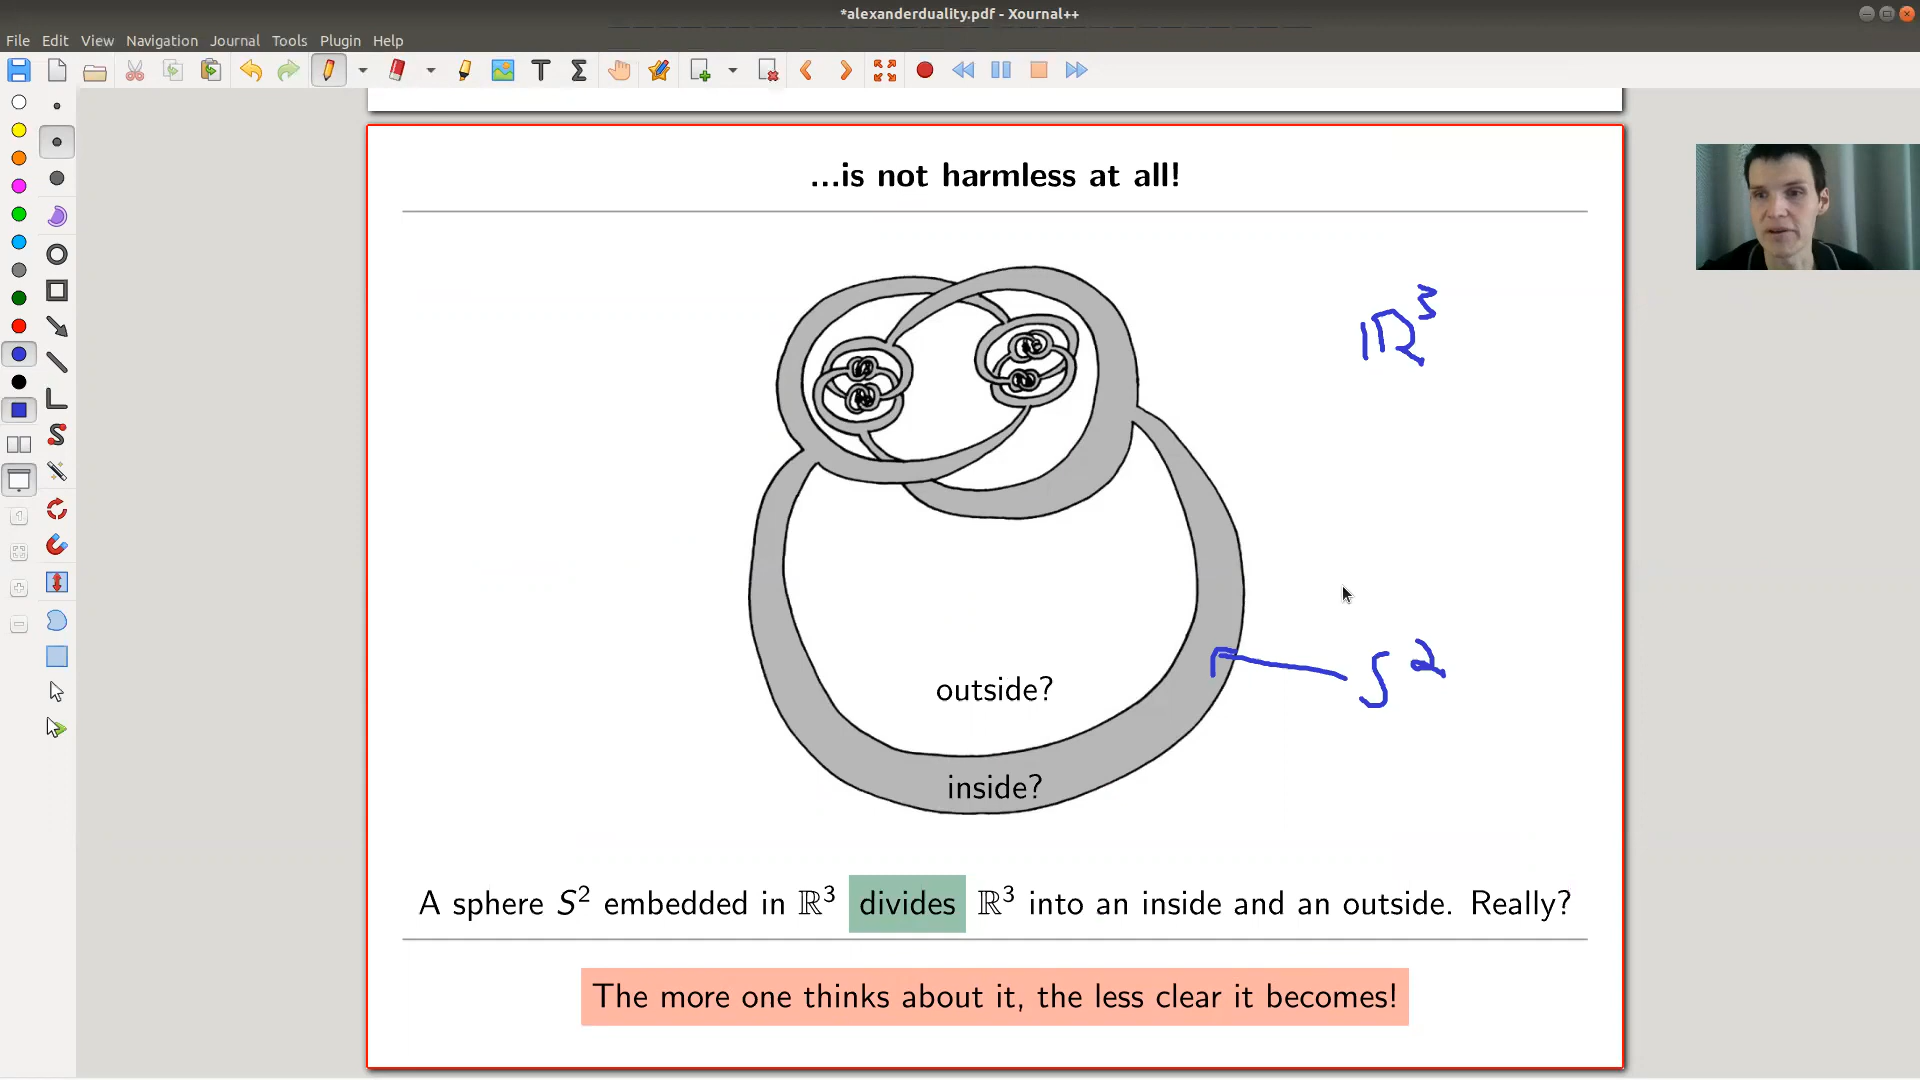 *alexanderduality.pdf - Xournal++
File Edit View Navigation Journal Tools Plugin Help
...is not harmless at all!
ℝ³
S²
outside?
inside?
A sphere S² embedded in ℝ³ divides ℝ³ into an inside and an outside. Really?
The more one thinks about it, the less clear it becomes!